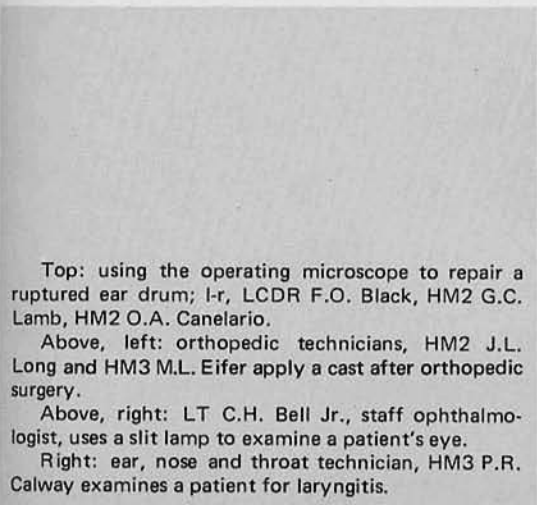 Top: using the operating microscope to repair a
ruptured ear drum; l-r, LCDR F.O. Black, HM2 G.C.
Lamb, HM2 O.A. Canelario.
Above, left: orthopedic technicians, HM2 J.L.
Long and HM3 M.L. Eifer apply a cast after orthopedic
surgery.
Above, right: LT C.H. Bell Jr., staff ophthalmo-
logist, uses a slit lamp to examine a patient's eye.
Right: ear, nose and throat technician, HM3 P.R.
Calway examines a patient for laryngitis.